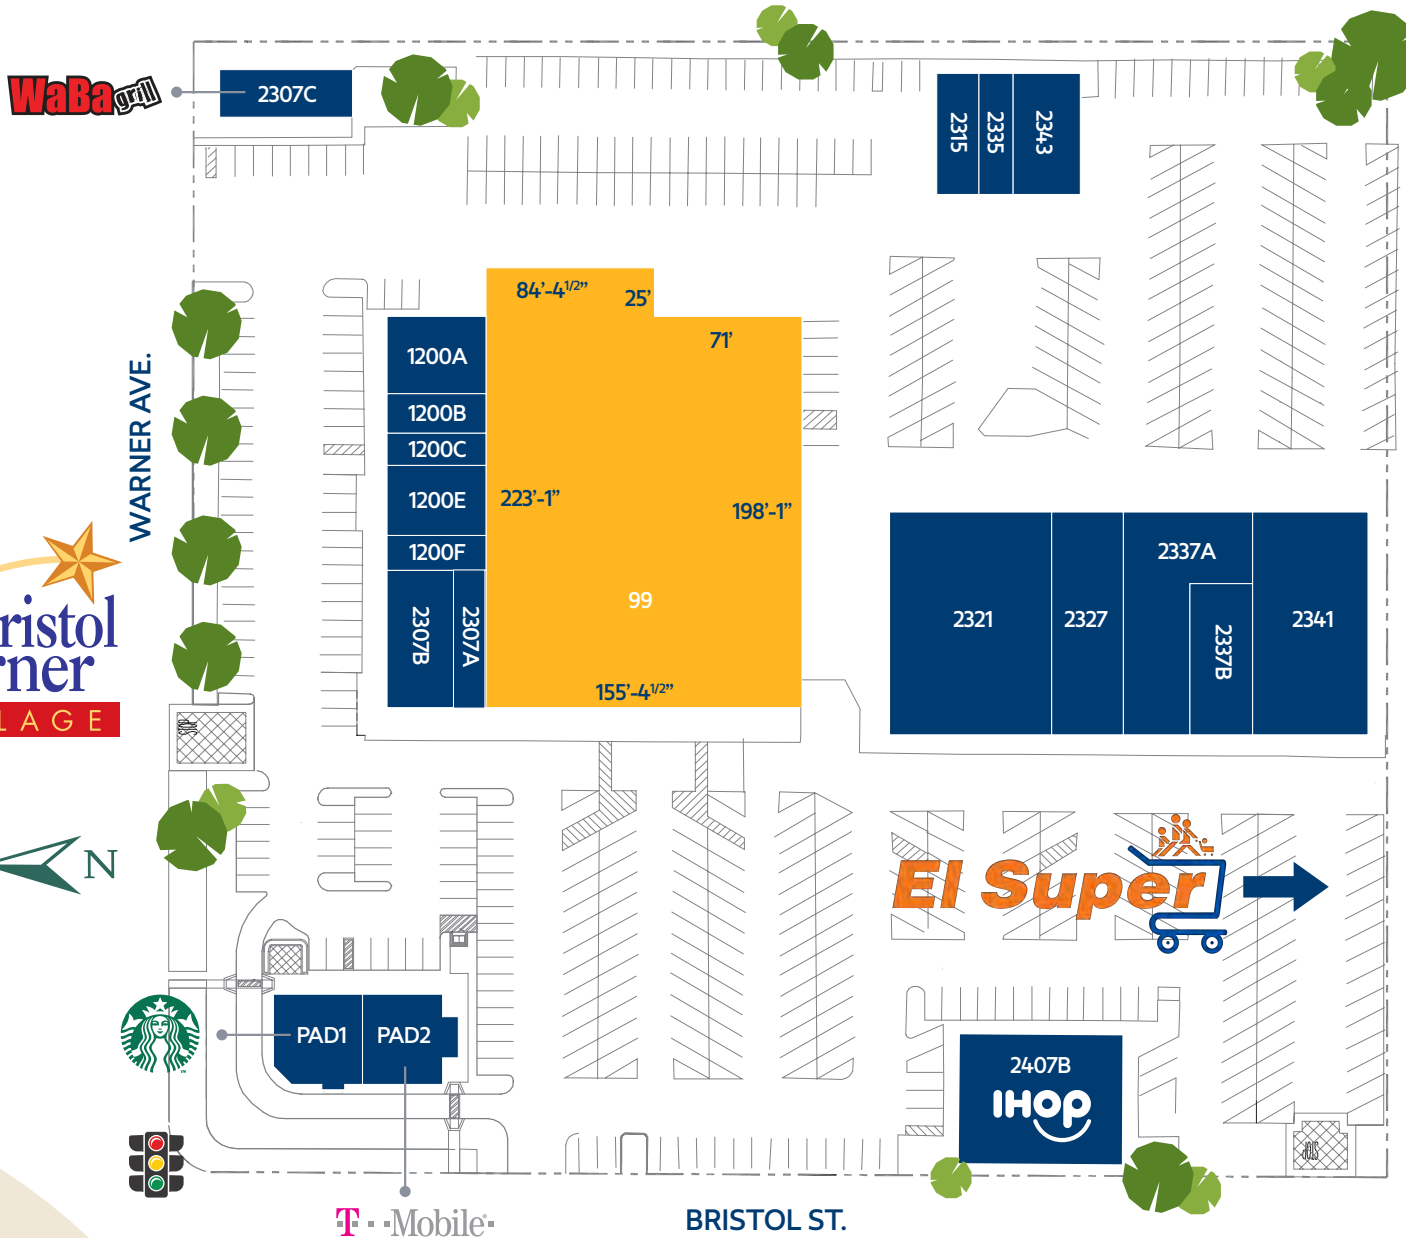 WaBa grill
2307C
2315
2335
2343
84'-4 1/2"
25'
71'
1200A
1200B
1200C
1200E
1200F
2307B
2307A
223'-1"
198'-1"
99
155'-4 1/2"
WARNER AVE.
ristol
rner
LAGE
N
2321
2327
2337A
2337B
2341
El Super
STOP
PAD1
PAD2
2407B
IHOP
STOP
T··Mobile·
BRISTOL ST.